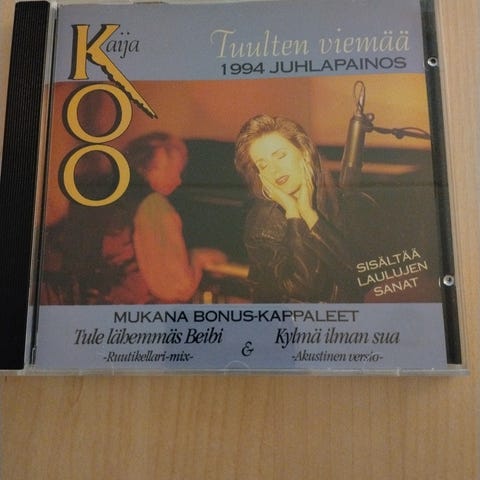 Kaija
KOO
Tuulten viemää
1994 JUHLAPAINOS
SISÄLTÄÄ
LAULUJEN
SANAT
MUKANA BONUS-KAPPALEET
Tule lähemmäs Beibi
-Ruutikellari-mix-
&
Kylmä ilman sua
-Akustinen versio-